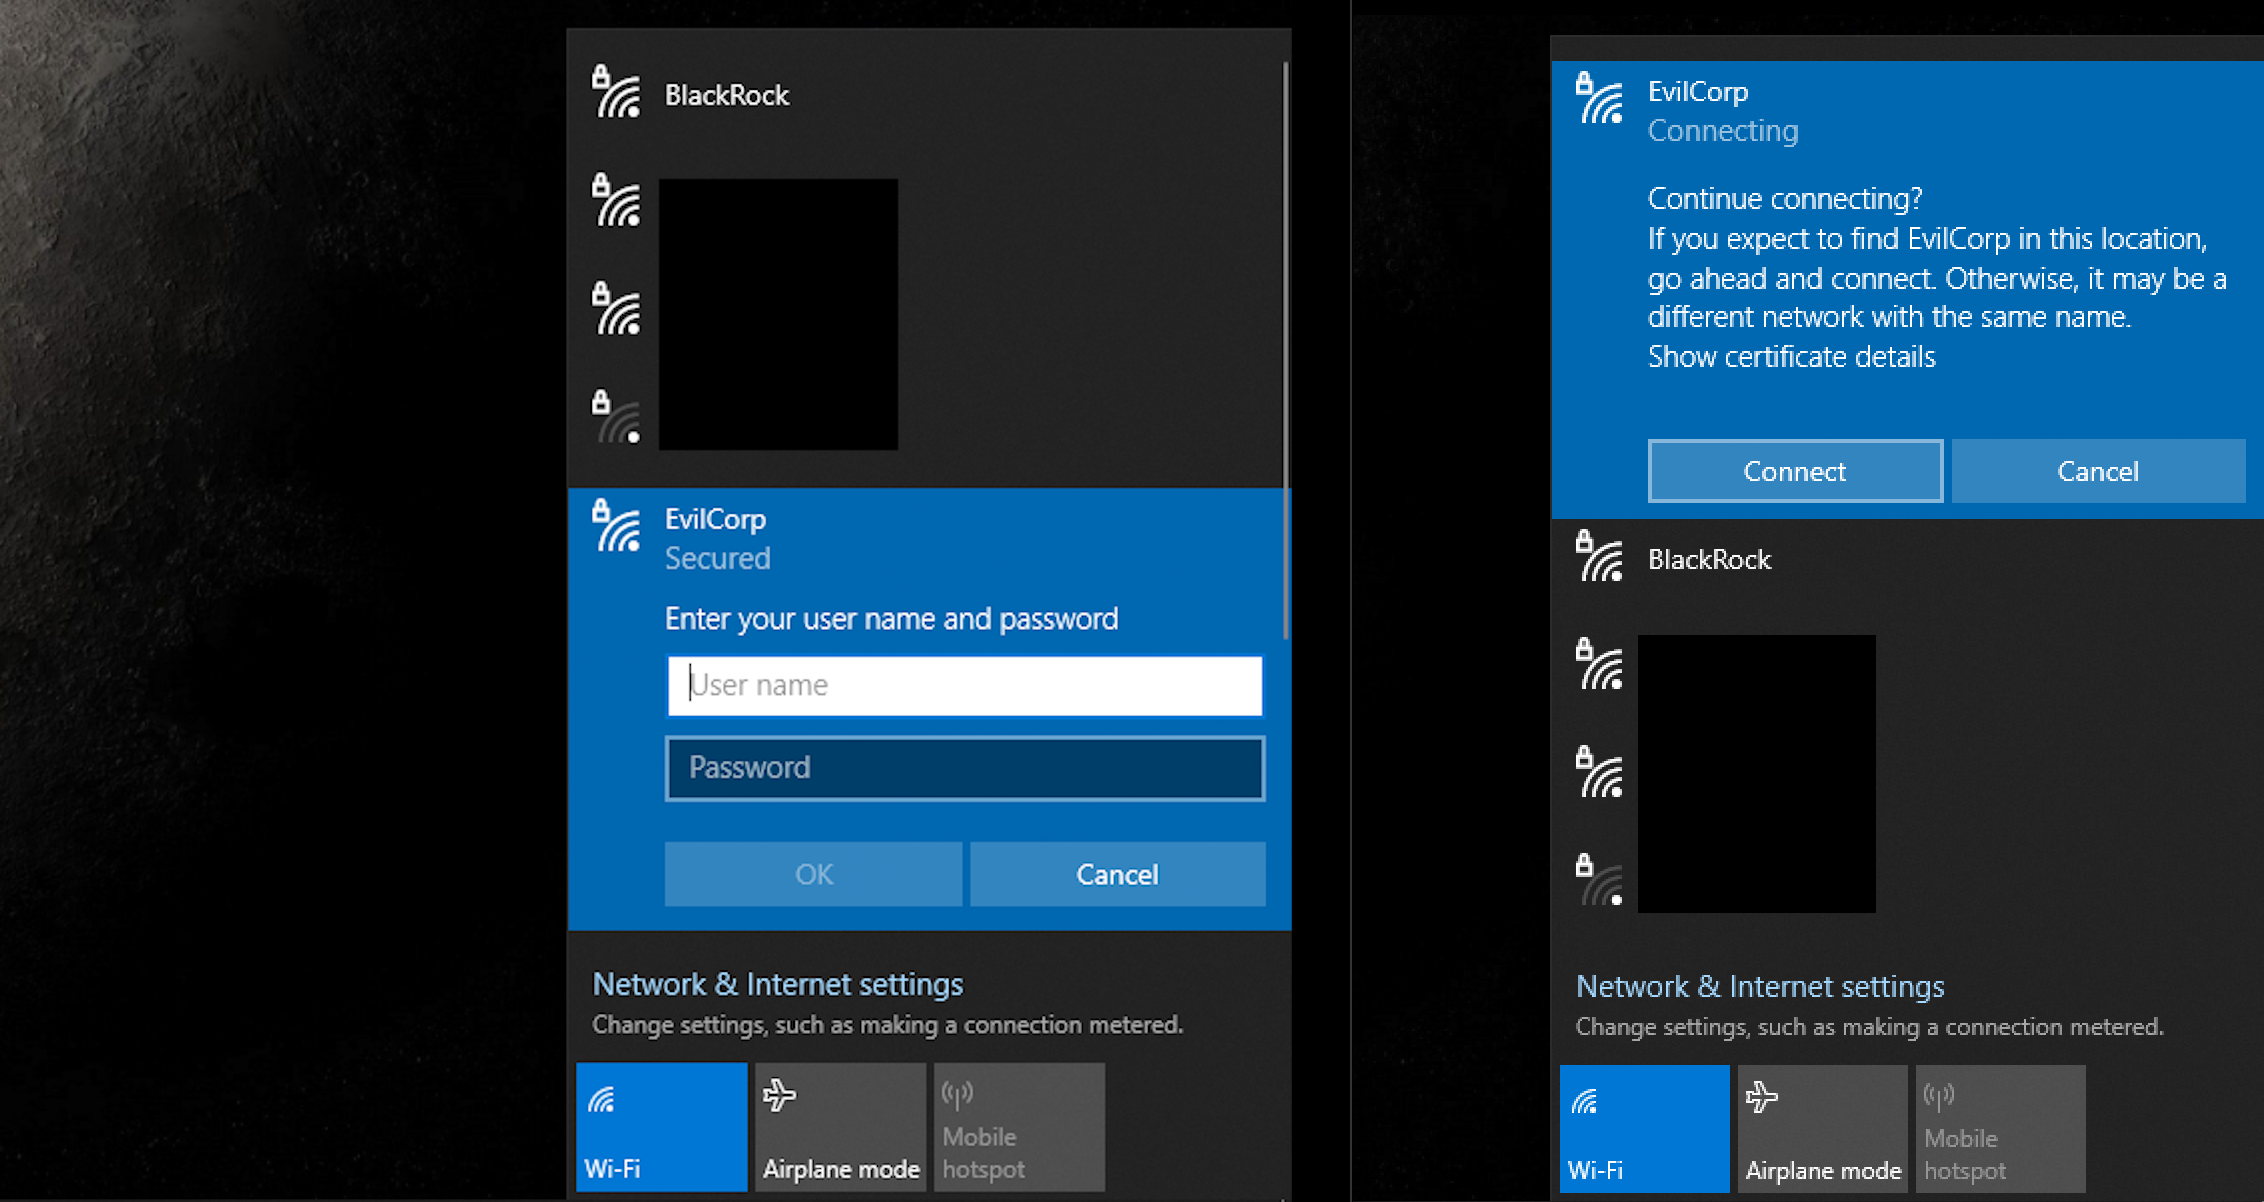 BlackRock
EvilCorp
Secured
Enter your user name and password
User name
Password
OK
Cancel
Network & Internet settings
Change settings, such as making a connection metered.
Wi-Fi
Airplane mode
Mobile
hotspot
EvilCorp
Connecting
Continue connecting?
If you expect to find EvilCorp in this location,
go ahead and connect. Otherwise, it may be a
different network with the same name.
Show certificate details
Connect
Cancel
BlackRock
Network & Internet settings
Change settings, such as making a connection metered.
Wi-Fi
Airplane mode
Mobile
hotspot